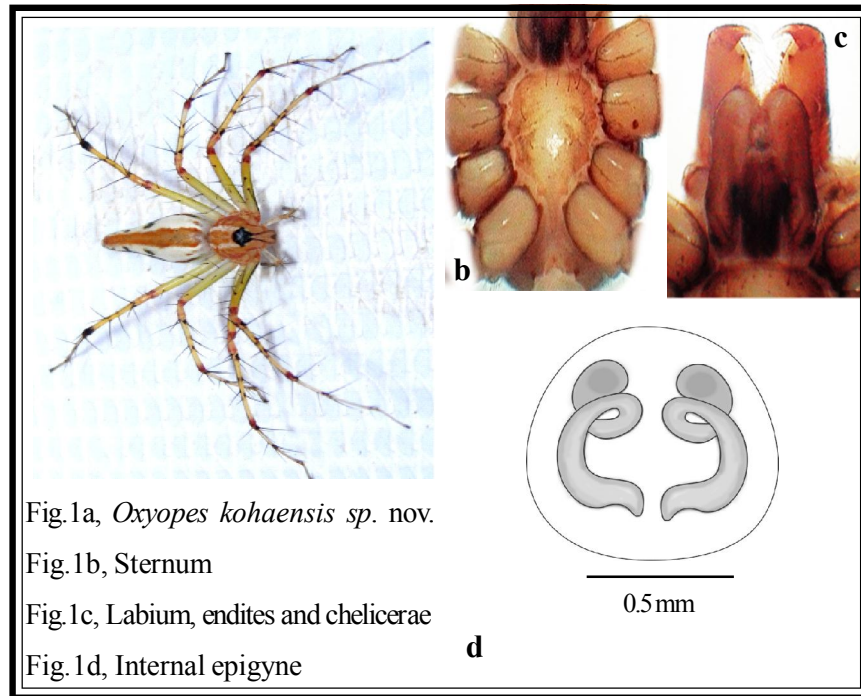 c
b
0.5 mm
d
Fig.1a, Oxyopes kohaensis sp. nov.
Fig.1b, Sternum
Fig.1c, Labium, endites and chelicerae
Fig.1d, Internal epigyne